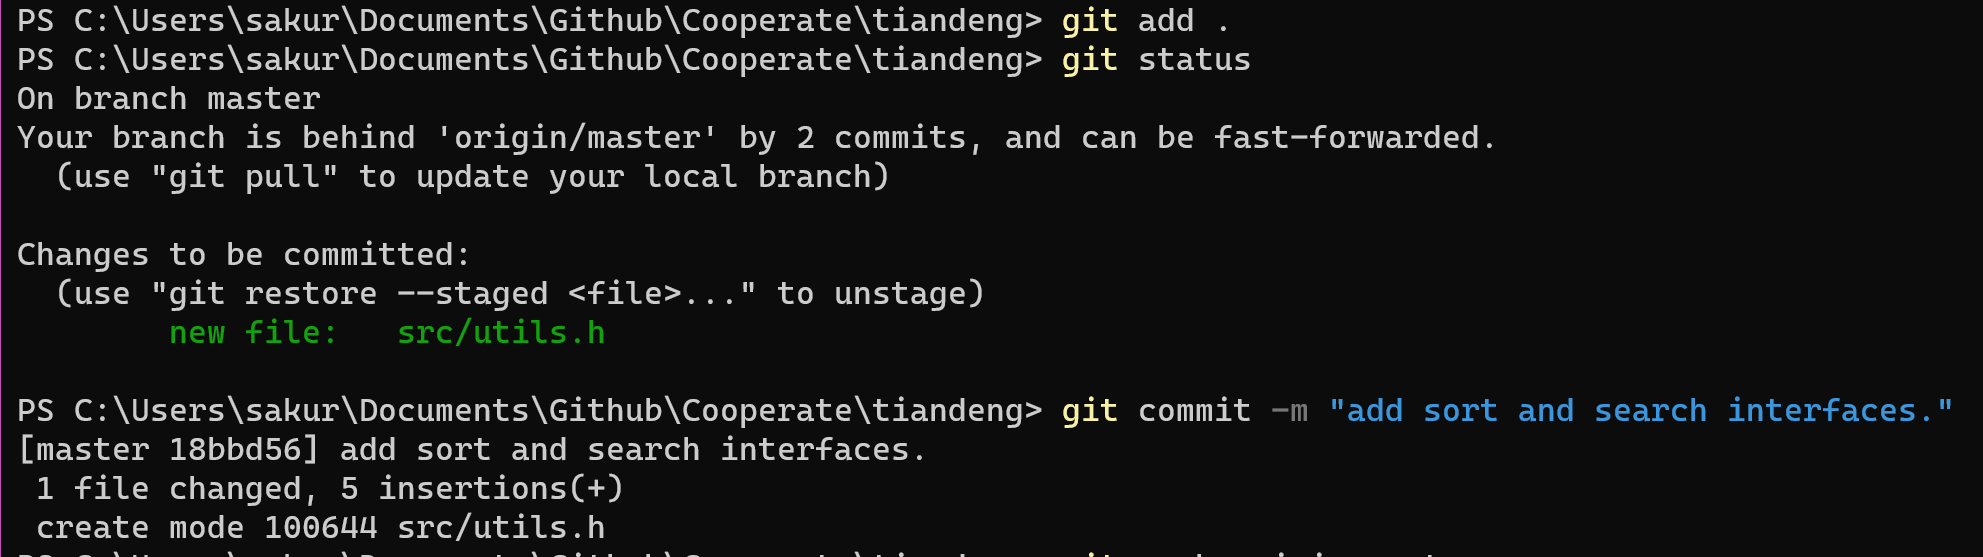 PS C:\Users\sakur\Documents\Github\Cooperate\tiandeng> git add .
PS C:\Users\sakur\Documents\Github\Cooperate\tiandeng> git status
On branch master
Your branch is behind 'origin/master' by 2 commits, and can be fast-forwarded.
  (use "git pull" to update your local branch)

Changes to be committed:
  (use "git restore --staged <file>..." to unstage)
        new file:   src/utils.h

PS C:\Users\sakur\Documents\Github\Cooperate\tiandeng> git commit -m "add sort and search interfaces."
[master 18bbd56] add sort and search interfaces.
 1 file changed, 5 insertions(+)
 create mode 100644 src/utils.h